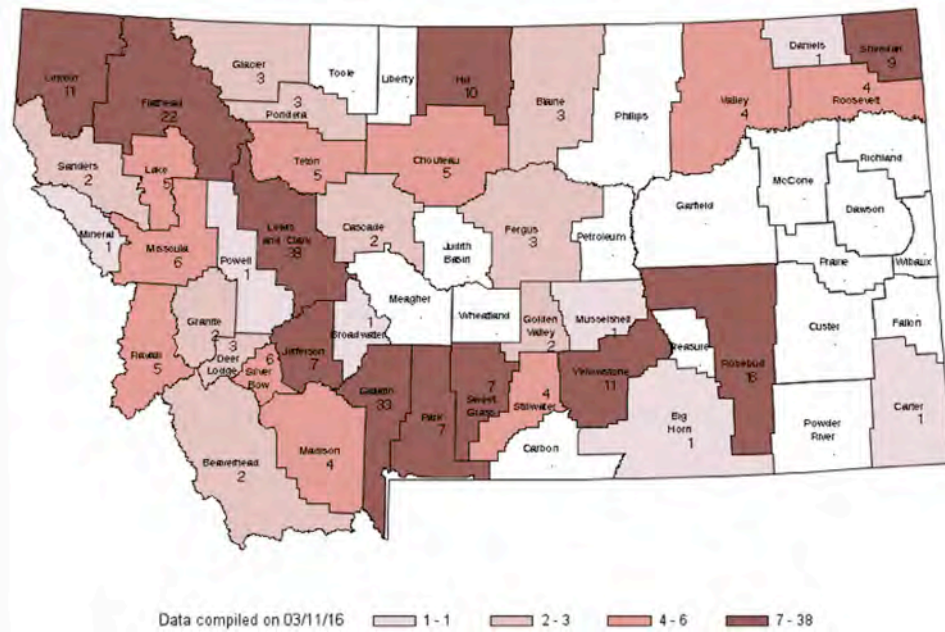 Lincoln
11
Flathead
22
Glacier
3
Toole
Liberty
Hill
10
Blaine
3
Phillips
Valley
4
Daniels
1
Sheridan
9
4
Roosevelt
3
Pondera
Teton
5
Chouteau
5
Sanders
2
Lake
5
Mineral
1
Missoula
6
Powell
1
Lewis
and Clark
38
Cascade
2
Judith
Basin
Fergus
3
Petroleum
Garfield
McCone
Richland
Dawson
Prairie
Wibaux
Ravalli
5
Granite
2
3
Deer
Lodge
6
Silver
Bow
Jefferson
7
1
Broadwater
Meagher
Wheatland
Golden
Valley
2
Musselshell
1
Treasure
Rosebud
16
Custer
Fallon
Beaverhead
2
Madison
4
Gallatin
33
Park
7
7
Sweet
Grass
4
Stillwater
Yellowstone
11
Carbon
Big
Horn
1
Powder
River
Carter
1
Data compiled on 03/11/16
1 - 1
2 - 3
4 - 6
7 - 38